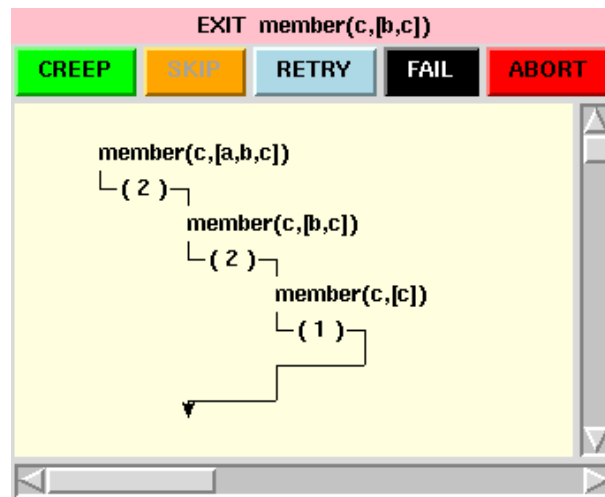 EXIT member(c,[b,c])
CREEP SKIP RETRY FAIL ABORT
member(c,[a,b,c])
( 2 )
member(c,[b,c])
( 2 )
member(c,[c])
( 1 )